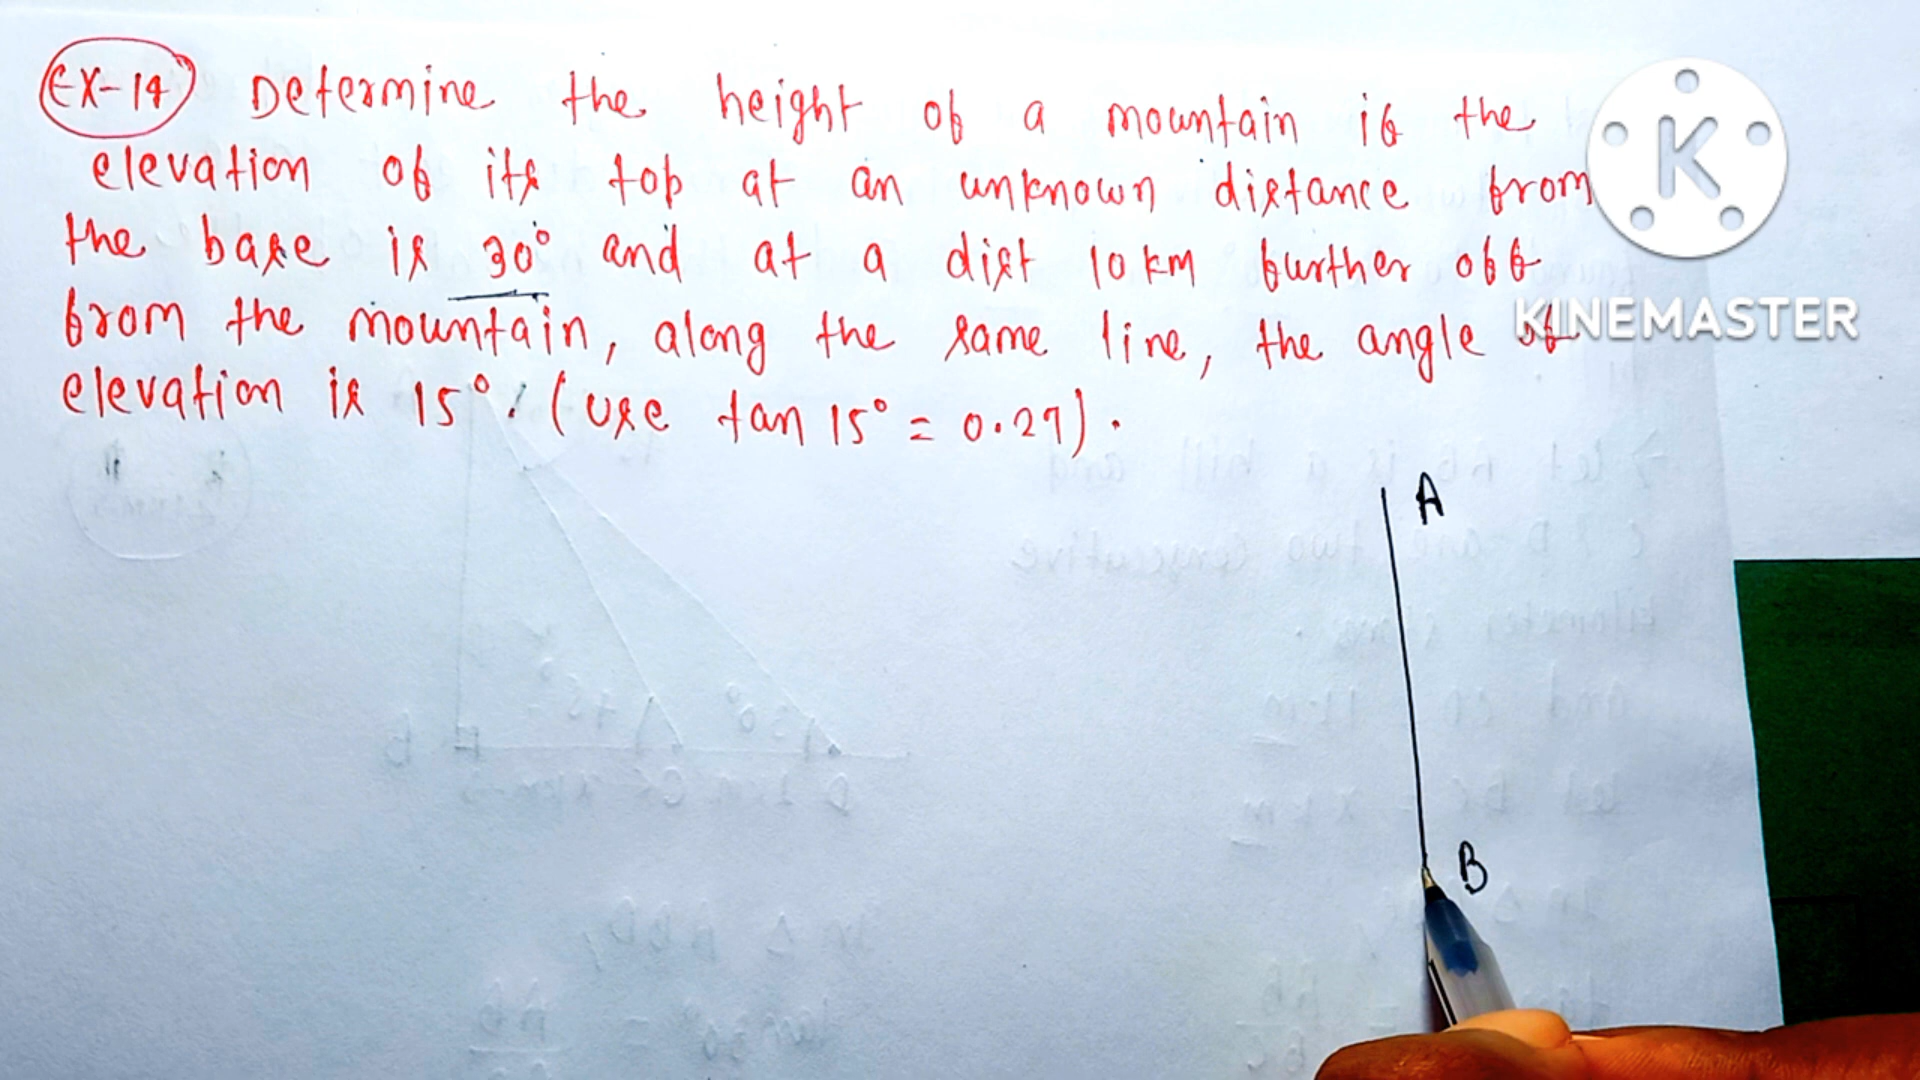 EX-14 Determine the height of a mountain if the
elevation of its top at an unknown distance from
the base is 30° and at a dist 10 km further off
from the mountain, along the same line, the angle of
elevation is 15°. (use tan 15° = 0.27).
K
KINEMASTER
A
B